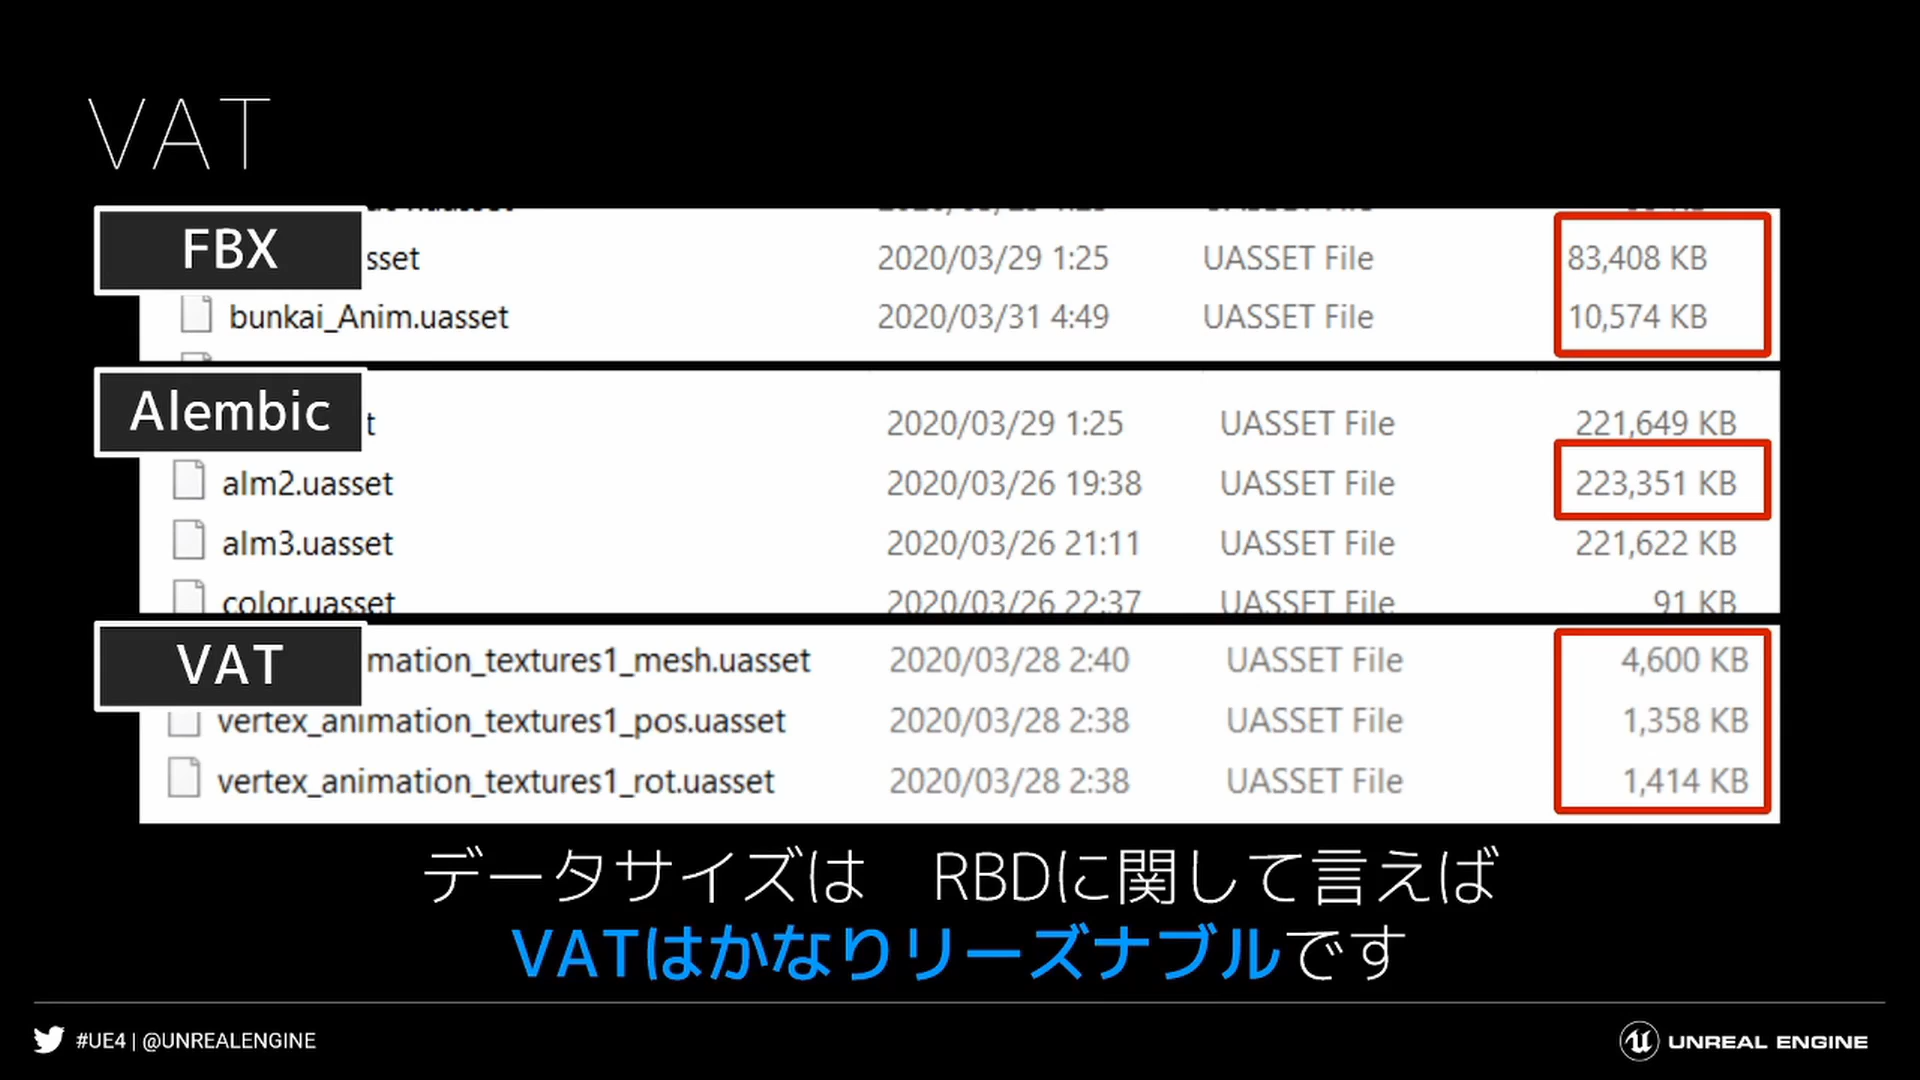 VAT
FBX
sset 2020/03/29 1:25 UASSET File 83,408 KB
bunkai_Anim.uasset 2020/03/31 4:49 UASSET File 10,574 KB
Alembic
t 2020/03/29 1:25 UASSET File 221,649 KB
alm2.uasset 2020/03/26 19:38 UASSET File 223,351 KB
alm3.uasset 2020/03/26 21:11 UASSET File 221,622 KB
color.uasset 2020/03/26 22:37 UASSET File 91 KB
VAT
mation_textures1_mesh.uasset 2020/03/28 2:40 UASSET File 4,600 KB
vertex_animation_textures1_pos.uasset 2020/03/28 2:38 UASSET File 1,358 KB
vertex_animation_textures1_rot.uasset 2020/03/28 2:38 UASSET File 1,414 KB
データサイズは RBDに関して言えば
VATはかなりリーズナブルです
#UE4 | @UNREALENGINE
UNREAL ENGINE